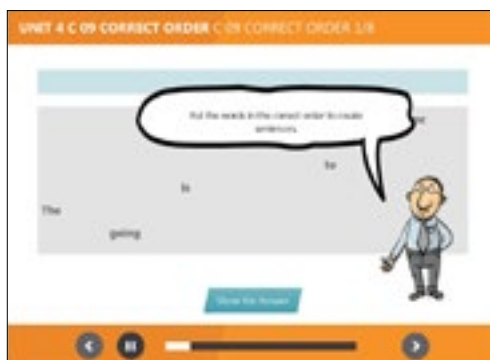 UNIT 4 C 09 CORRECT ORDER C 09 CORRECT ORDER 1/8
Put the words in the correct order to create
sentences.
to
is
The
going
Show the Answer